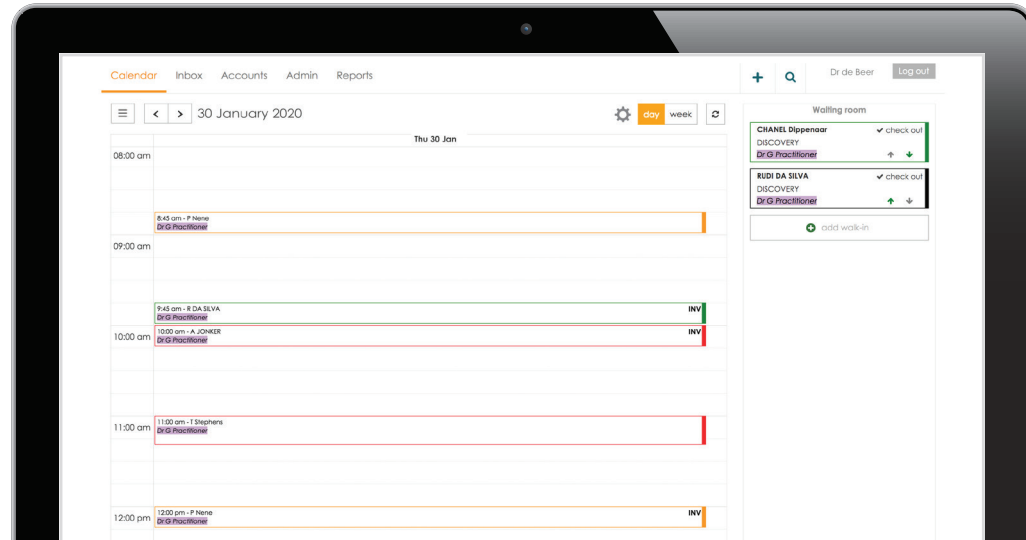 Calendar Inbox Accounts Admin Reports
Dr de Beer Log out
30 January 2020
day week
Thu 30 Jan
08:00 am
8:45 am - P Nene
Dr G Practitioner
09:00 am
9:45 am - R DA SILVA INV
Dr G Practitioner
10:00 am
10:00 am - A JONKER INV
Dr G Practitioner
11:00 am
11:00 am - T Stephens
Dr G Practitioner
12:00 pm
12:00 pm - P Nene INV
Dr G Practitioner
Waiting room
CHANEL Dippenaar check out
DISCOVERY
Dr G Practitioner
RUDI DA SILVA check out
DISCOVERY
Dr G Practitioner
add walk-in